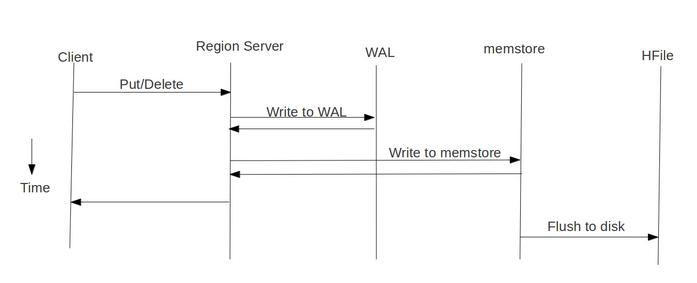 Client
Region Server
WAL
memstore
HFile
Put/Delete
Write to WAL
Write to memstore
Time
Flush to disk